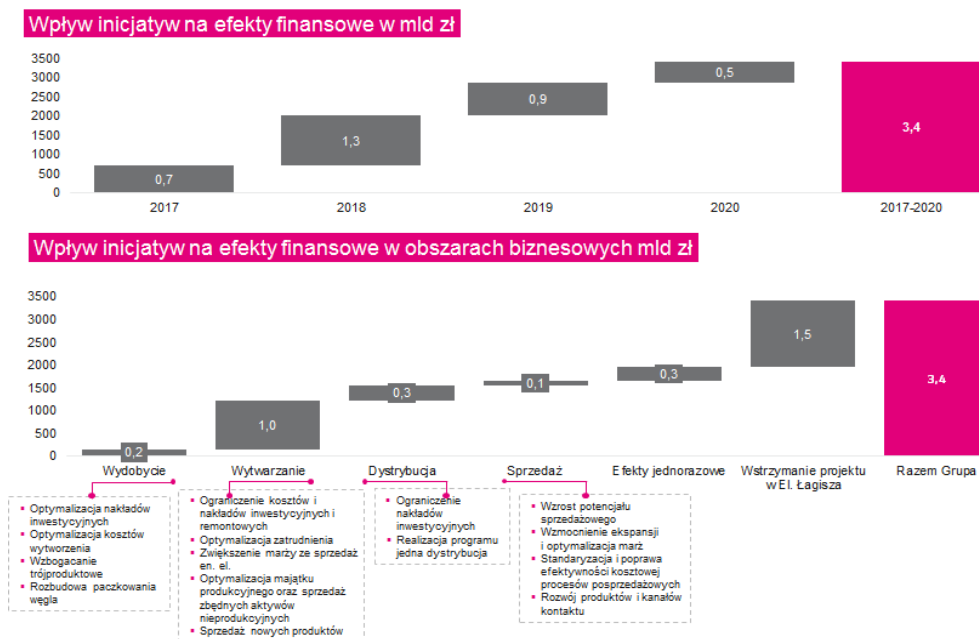 Wpływ inicjatyw na efekty finansowe w mld zł
3500
3000
2500
2000
1500
1000
500
0
0,7
1,3
0,9
0,5
3,4
2017
2018
2019
2020
2017-2020
Wpływ inicjatyw na efekty finansowe w obszarach biznesowych mld zł
3500
3000
2500
2000
1500
1000
500
0
0,2
1,0
0,3
0,1
0,3
1,5
3,4
Wydobycie
Wytwarzanie
Dystrybucja
Sprzedaż
Efekty jednorazowe
Wstrzymanie projektu
w El. Łagisza
Razem Grupa
Optymalizacja nakładów
inwestycyjnych
Optymalizacja kosztów
wytworzenia
Wzbogacanie
trójproduktowe
Rozbudowa paczkowania
węgla
Ograniczenie kosztów i
nakładów inwestycyjnych i
remontowych
Optymalizacja zatrudnienia
Zwiększenie marży ze sprzedaż
en. el.
Optymalizacja majątku
produkcyjnego oraz sprzedaż
zbędnych aktywów
nieprodukcyjnych
Sprzedaż nowych produktów
Ograniczenie
nakładów
inwestycyjnych
Realizacja programu
jedna dystrybucja
Wzrost potencjału
sprzedażowego
Wzmocnienie ekspansji
i optymalizacja marż
Standaryzacja i poprawa
efektywności kosztowej
procesów posprzedażowych
Rozwój produktów i kanałów
kontaktu